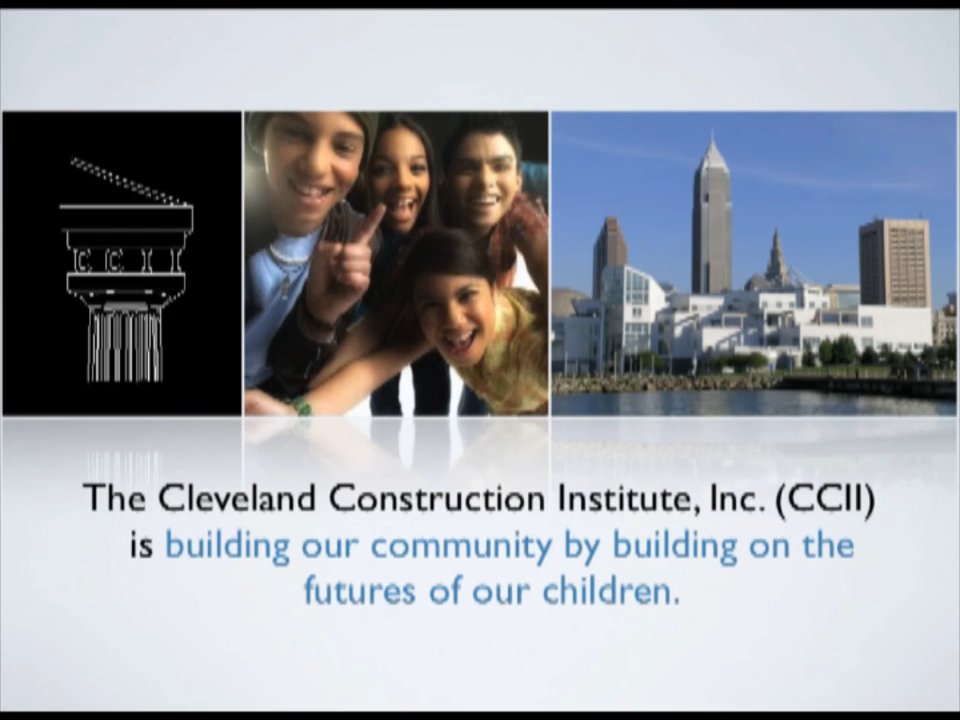 CCII
The Cleveland Construction Institute, Inc. (CCII)
is building our community by building on the
futures of our children.